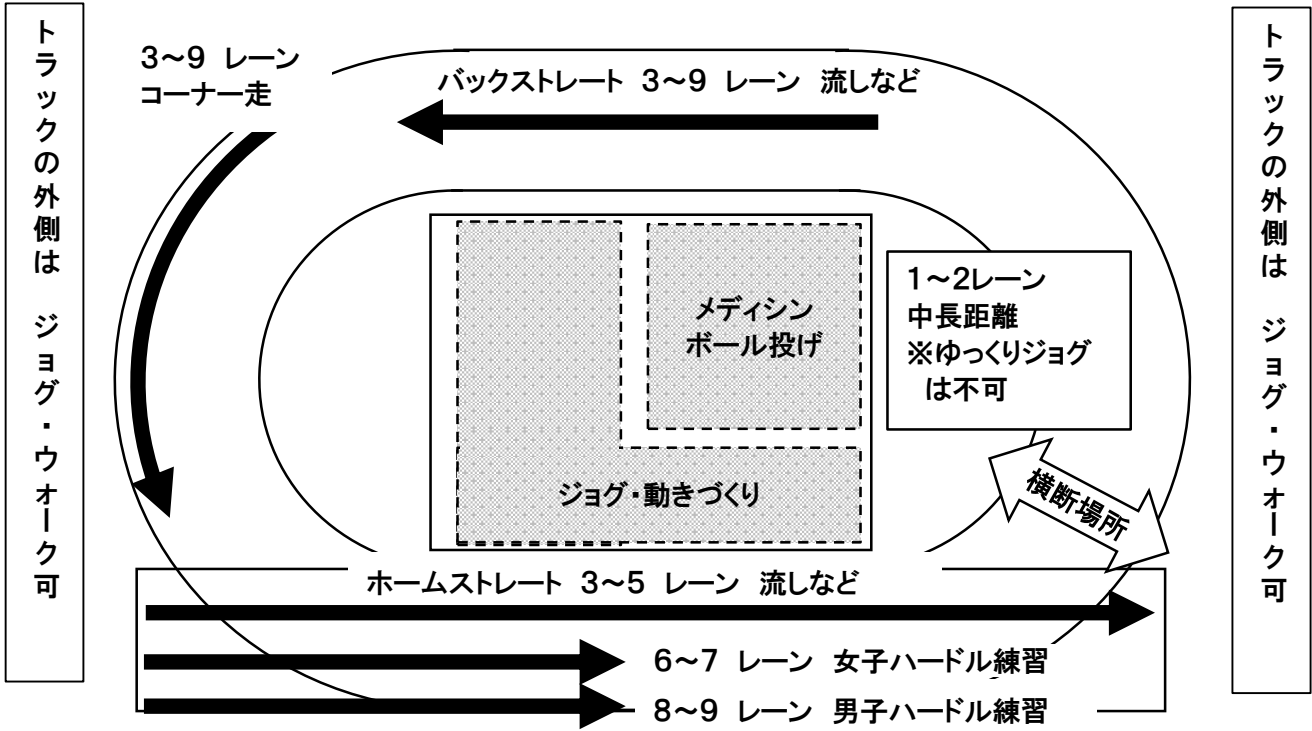 トラックの外側は ジョグ・ウオーク可
3～9 レーン
コーナー走
バックストレート 3～9 レーン 流しなど
トラックの外側は ジョグ・ウオーク可
メディシン
ボール投げ
1～2レーン
中長距離
※ゆっくりジョグ
は不可
ジョグ・動きづくり
横断場所
ホームストレート 3～5 レーン 流しなど
6～7 レーン 女子ハードル練習
8～9 レーン 男子ハードル練習